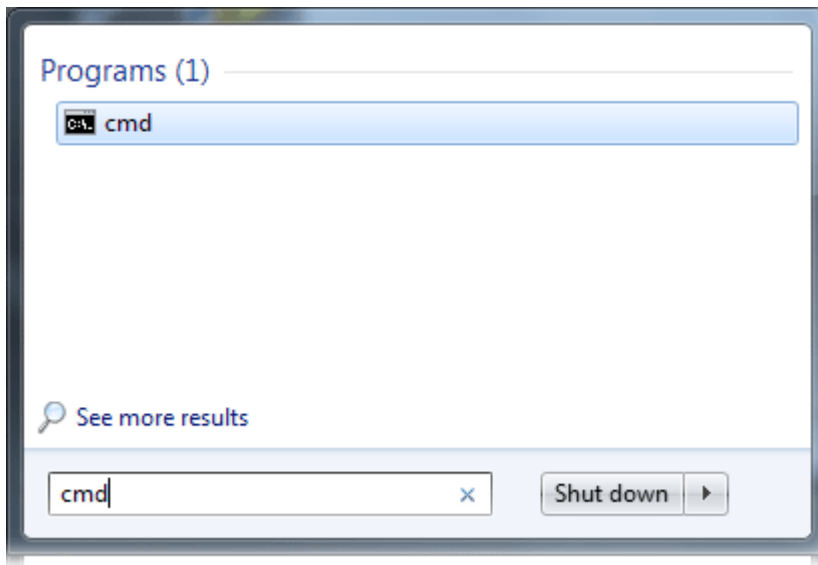 Programs (1)
C:\. cmd
See more results
cmd
Shut down